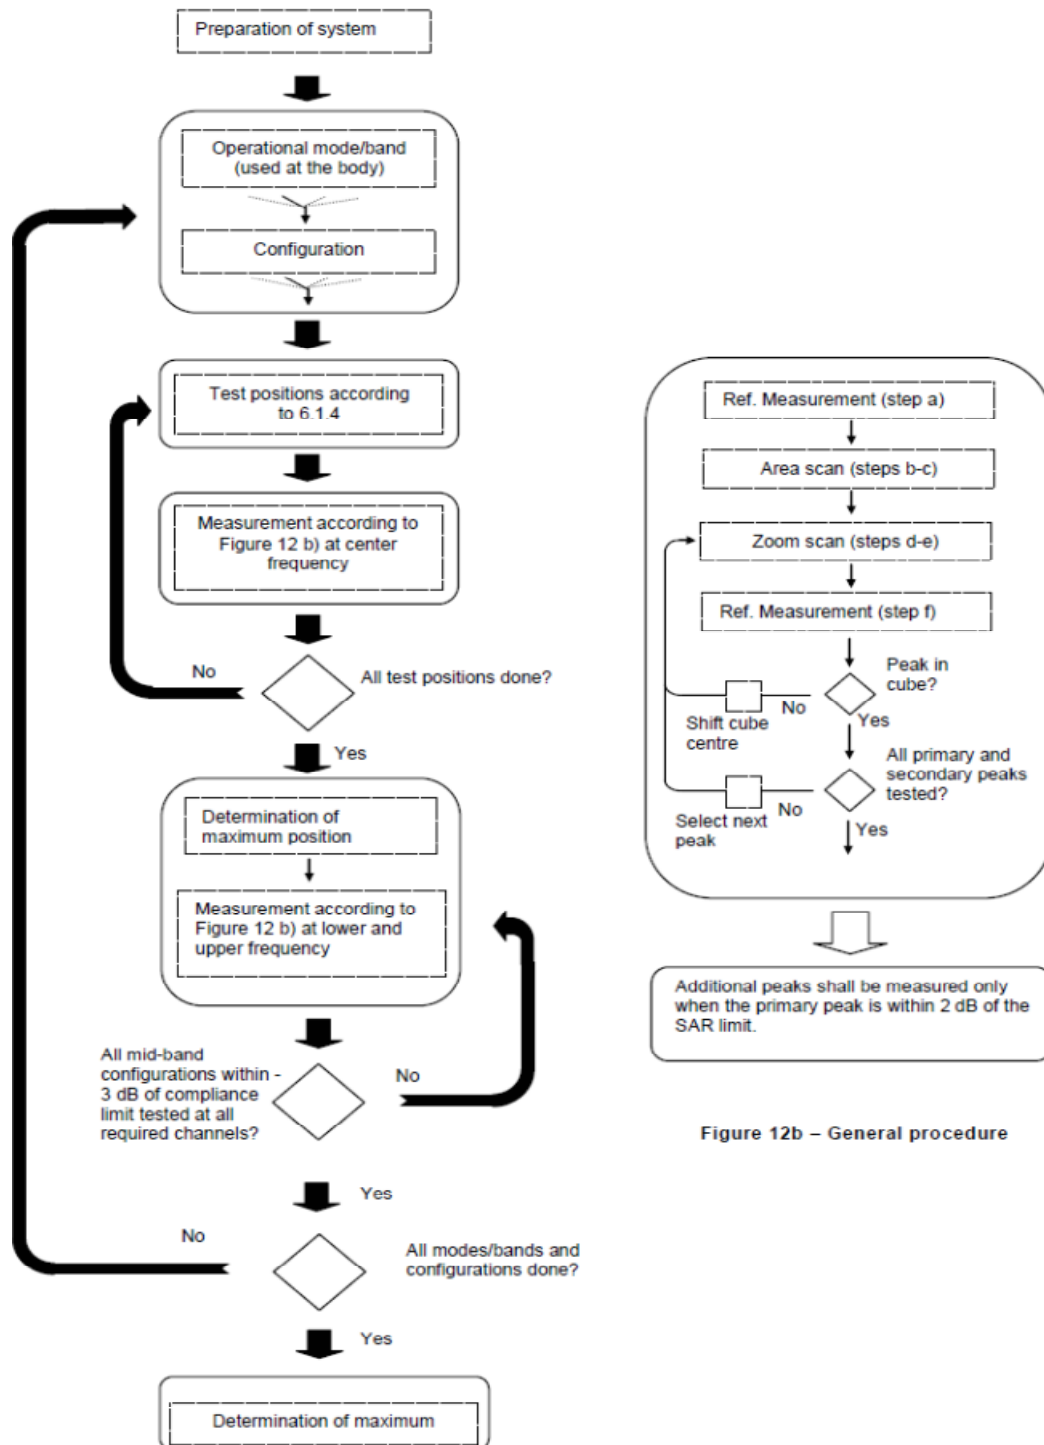 Preparation of system
Operational mode/band
(used at the body)
Configuration
Test positions according
to 6.1.4
Measurement according to
Figure 12 b) at center
frequency
No
All test positions done?
Yes
Determination of
maximum position
Measurement according to
Figure 12 b) at lower and
upper frequency
All mid-band
configurations within -
3 dB of compliance
limit tested at all
required channels?
No
Yes
No
All modes/bands and
configurations done?
Yes
Determination of maximum
Ref. Measurement (step a)
Area scan (steps b-c)
Zoom scan (steps d-e)
Ref. Measurement (step f)
Peak in
cube?
No
Shift cube
centre
Yes
All primary and
secondary peaks
tested?
No
Select next
peak
Yes
Additional peaks shall be measured only
when the primary peak is within 2 dB of the
SAR limit.
Figure 12b – General procedure